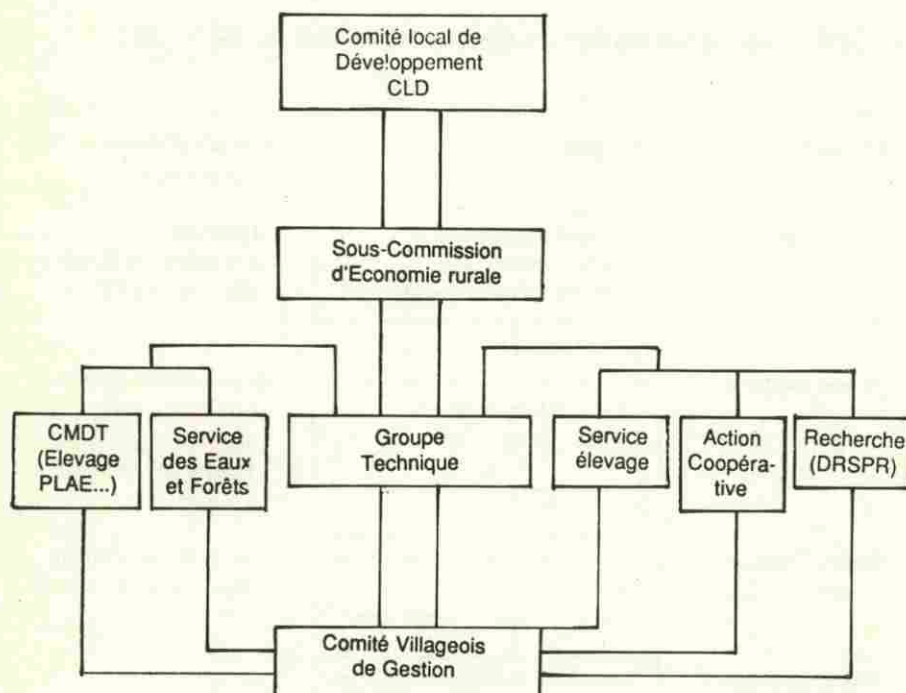 Comité local de
Développement
CLD
Sous-Commission
d'Economie rurale
CMDT
(Elevage
PLAE...)
Service
des Eaux
et Forêts
Groupe
Technique
Service
élevage
Action
Coopéra-
tive
Recherche
(DRSPR)
Comité Villageois
de Gestion